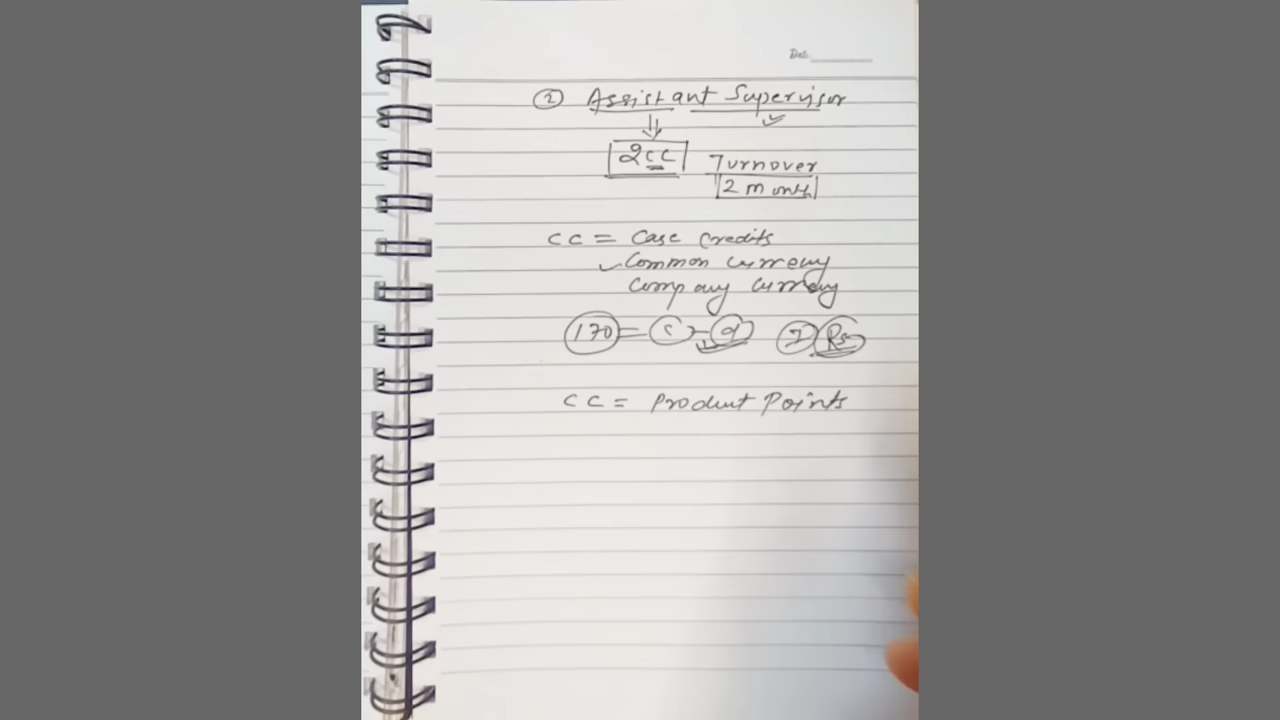 Date:
② Assistant Supervisor
2cc Turnover
2 month
cc = case credits
common currency
company currency
170 = C - a I Rs
cc = Product Points